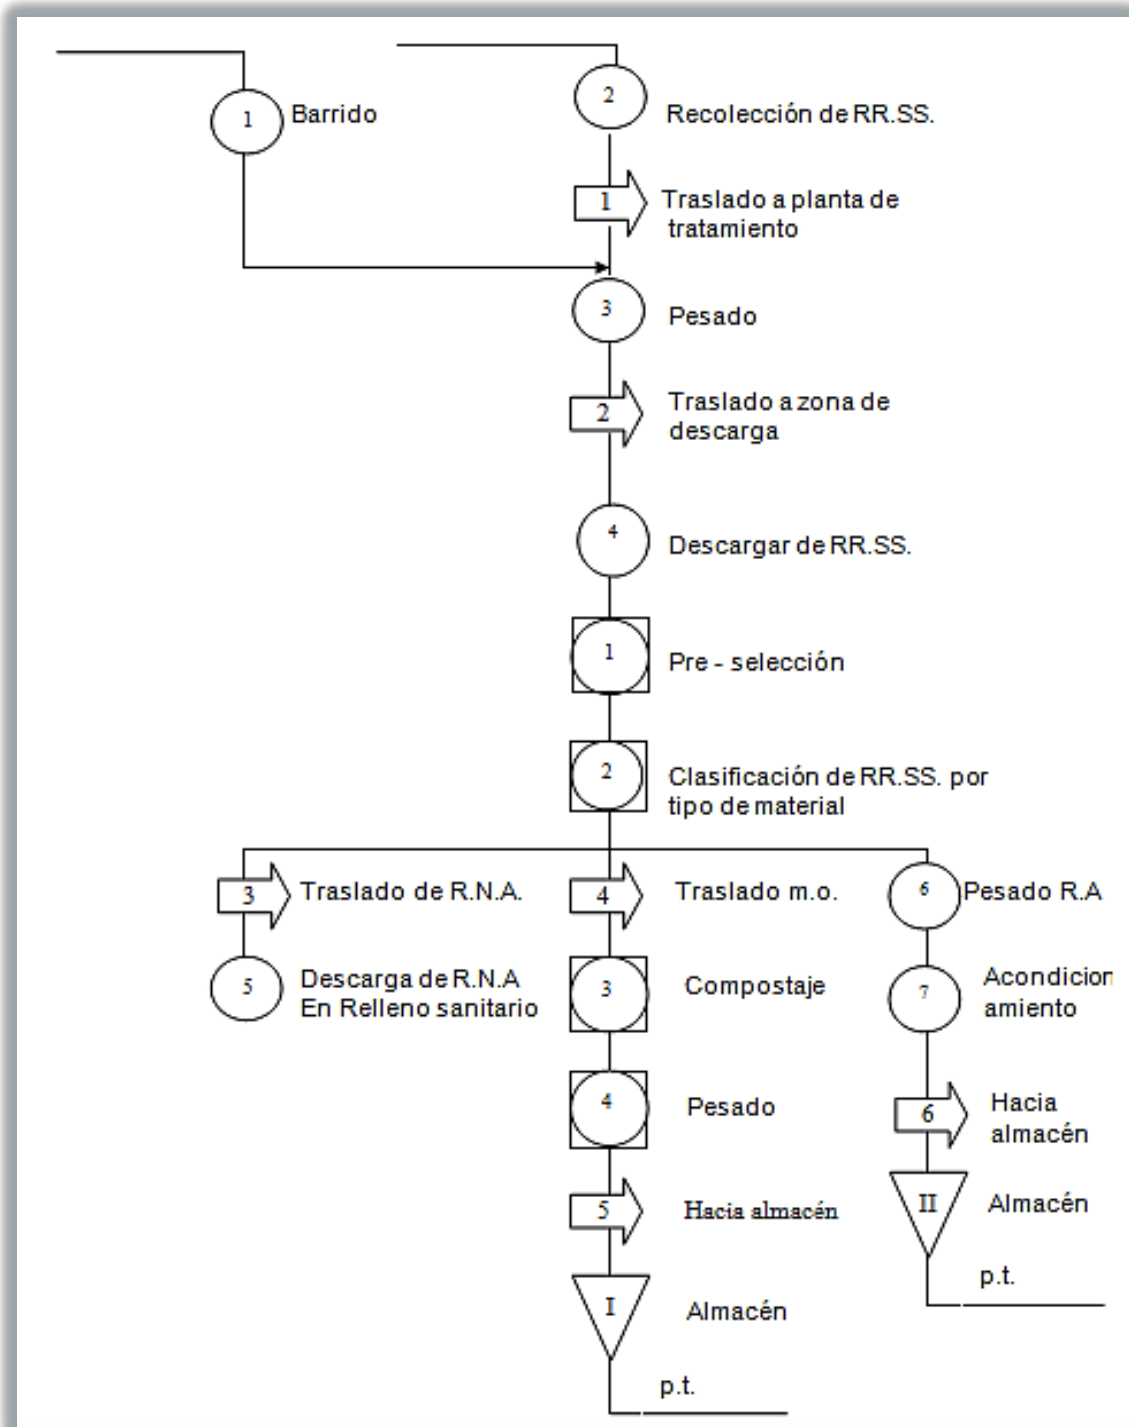 1
Barrido
2
Recolección de RR.SS.
1
Traslado a planta de
tratamiento
3
Pesado
2
Traslado a zona de
descarga
4
Descargar de RR.SS.
1
Pre - selección
2
Clasificación de RR.SS. por
tipo de material
3
Traslado de R.N.A.
4
Traslado m.o.
6
Pesado R.A
5
Descarga de R.N.A
En Relleno sanitario
3
Compostaje
7
Acondicion
amiento
4
Pesado
6
Hacia
almacén
5
Hacia almacén
II
Almacén
p.t.
I
Almacén
p.t.